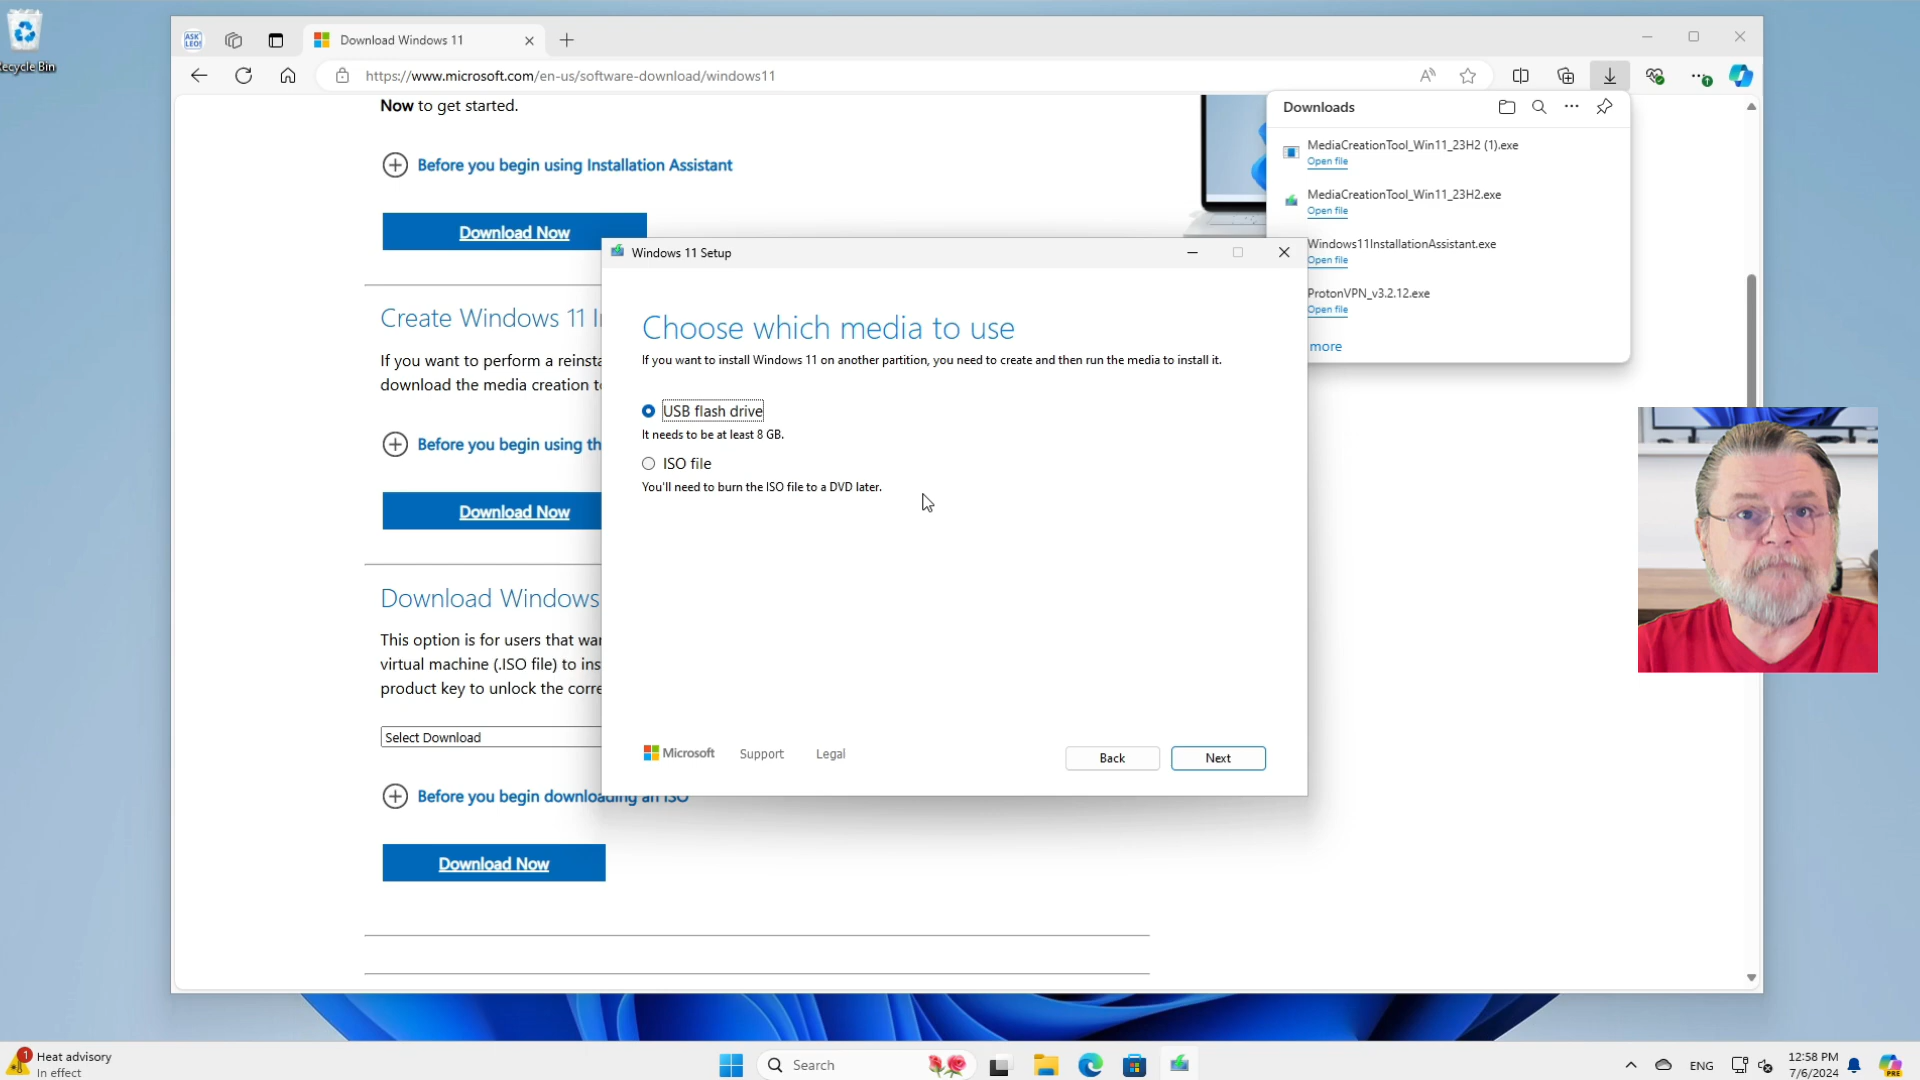 Recycle Bin
ASK LEO!
Download Windows 11
https://www.microsoft.com/en-us/software-download/windows11
Now to get started.
Before you begin using Installation Assistant
Download Now
Create Windows 11 I
If you want to perform a reinsta
download the media creation to
Before you begin using th
Download Now
Download Windows
This option is for users that wan
virtual machine (.ISO file) to ins
product key to unlock the corre
Select Download
Before you begin downloading an ISO
Download Now
Downloads
MediaCreationTool_Win11_23H2 (1).exe
Open file
MediaCreationTool_Win11_23H2.exe
Open file
Windows11InstallationAssistant.exe
Open file
ProtonVPN_v3.2.12.exe
Open file
more
Windows 11 Setup
Choose which media to use
If you want to install Windows 11 on another partition, you need to create and then run the media to install it.
USB flash drive
It needs to be at least 8 GB.
ISO file
You'll need to burn the ISO file to a DVD later.
Microsoft
Support
Legal
Back
Next
1
Heat advisory
In effect
Search
ENG
12:58 PM
7/6/2024
PRE